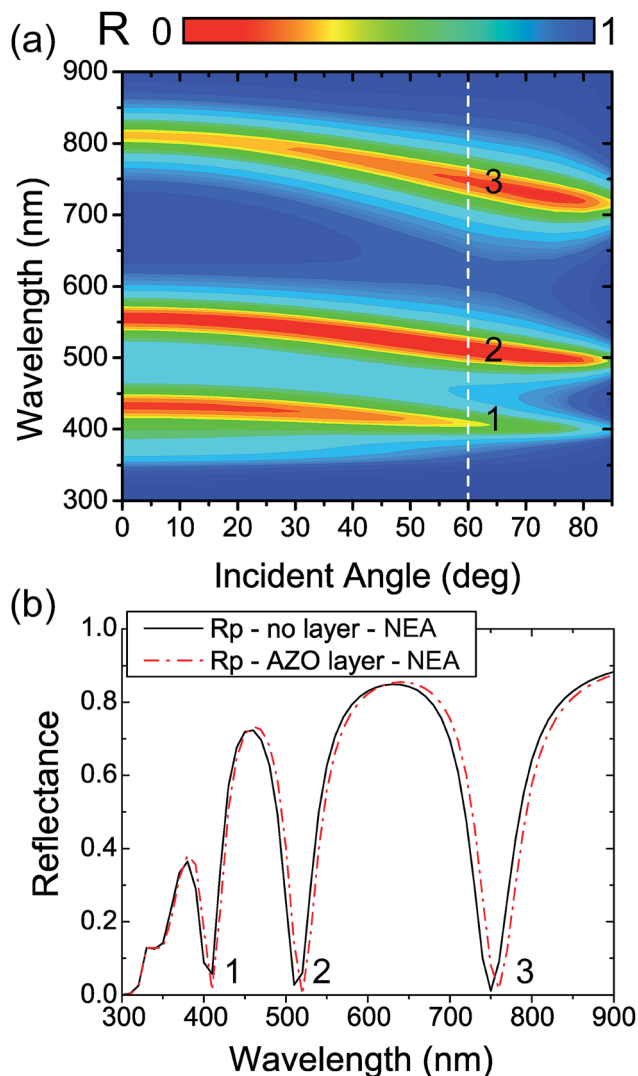 R 0 1
(a)
900
800
700
600
500
400
300
Wavelength (nm)
3
2
1
0 10 20 30 40 50 60 70 80
Incident Angle (deg)
(b)
1.0
0.8
0.6
0.4
0.2
0.0
Reflectance
Rp - no layer - NEA
Rp - AZO layer - NEA
1 2 3
300 400 500 600 700 800 900
Wavelength (nm)